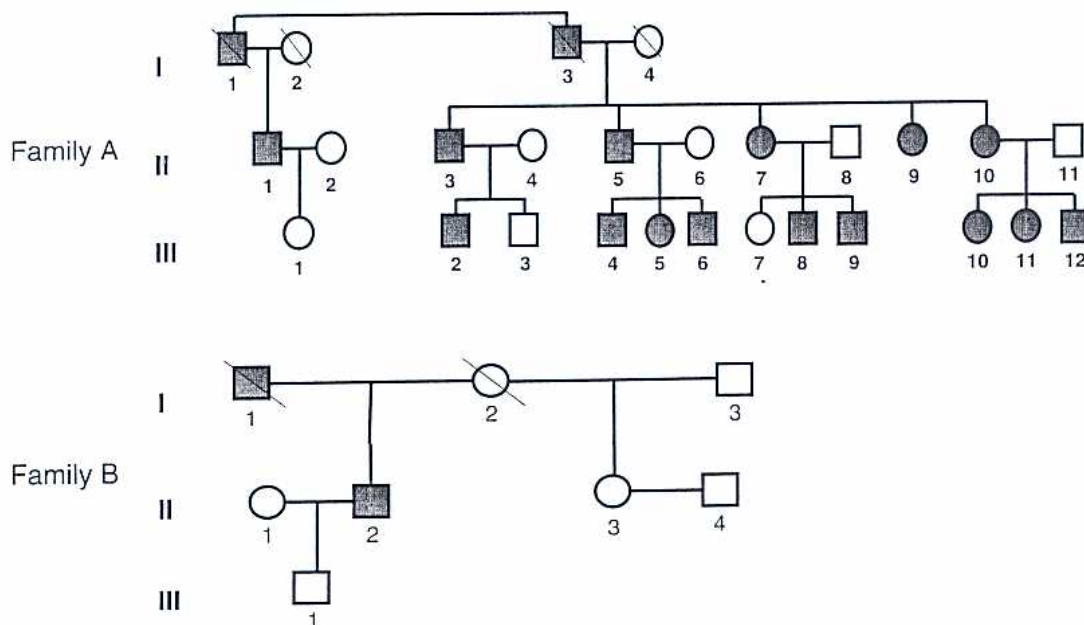 I
1 2 3 4
Family A
II
1 2 3 4 5 6 7 8 9 10 11
III
1 2 3 4 5 6 7 8 9 10 11 12
I
1 2 3
Family B
II
1 2 3 4
III
1